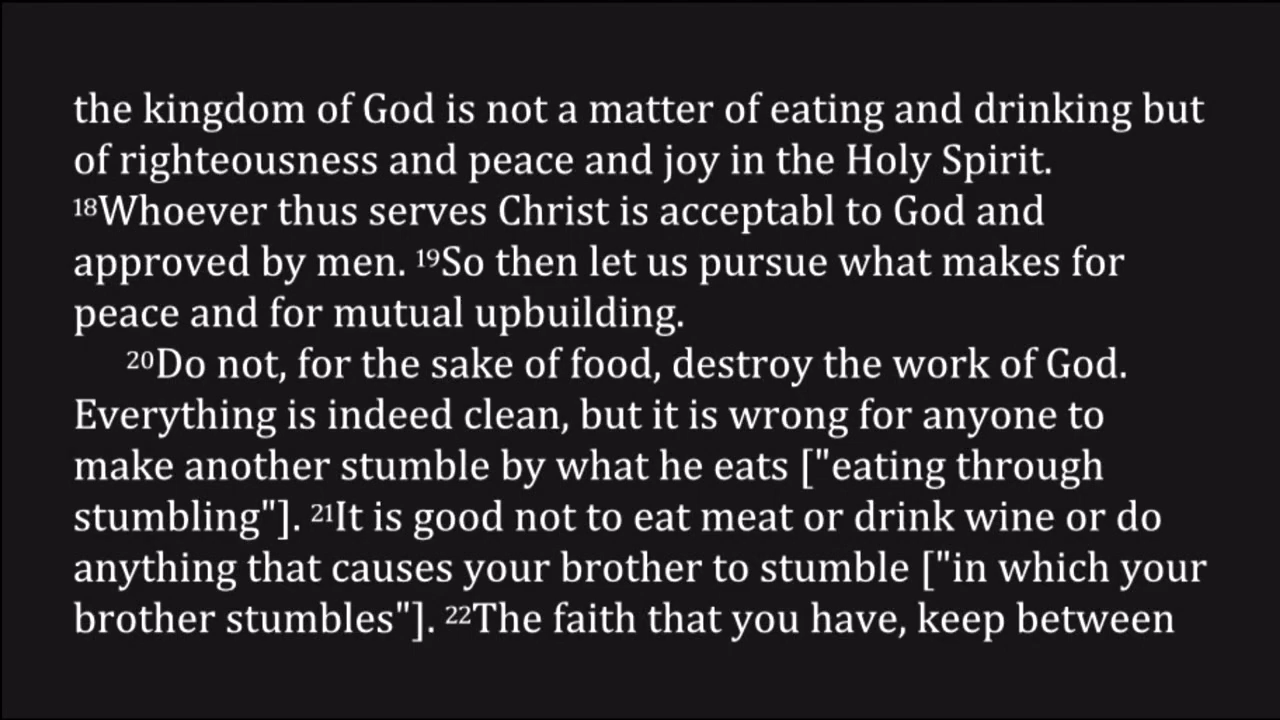 the kingdom of God is not a matter of eating and drinking but
of righteousness and peace and joy in the Holy Spirit.
18Whoever thus serves Christ is acceptabl to God and
approved by men. 19So then let us pursue what makes for
peace and for mutual upbuilding.
20Do not, for the sake of food, destroy the work of God.
Everything is indeed clean, but it is wrong for anyone to
make another stumble by what he eats ["eating through
stumbling"]. 21It is good not to eat meat or drink wine or do
anything that causes your brother to stumble ["in which your
brother stumbles"]. 22The faith that you have, keep between